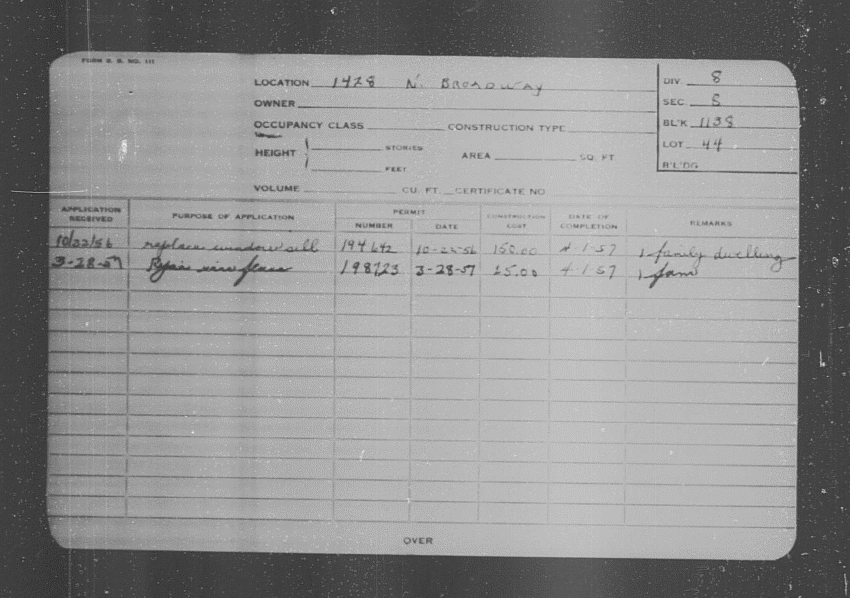 FORM B. B. NO. 111
LOCATION 1428 N. BROADWAY
OWNER
OCCUPANCY CLASS CONSTRUCTION TYPE
HEIGHT STORIES
FEET
AREA SQ. FT
VOLUME CU. FT. CERTIFICATE NO
DIV. 8
SEC. S
BL'K 1138
LOT 44
B'L'DG
APPLICATION RECEIVED PURPOSE OF APPLICATION PERMIT NUMBER DATE CONSTRUCTION COST DATE OF COMPLETION REMARKS
10/22/56 replace window sill 194642 10-22-56 150.00 4-1-57 1 family dwelling
3-28-57 Repair wire fence 198723 3-28-57 25.00 4-1-57 1 fam
OVER